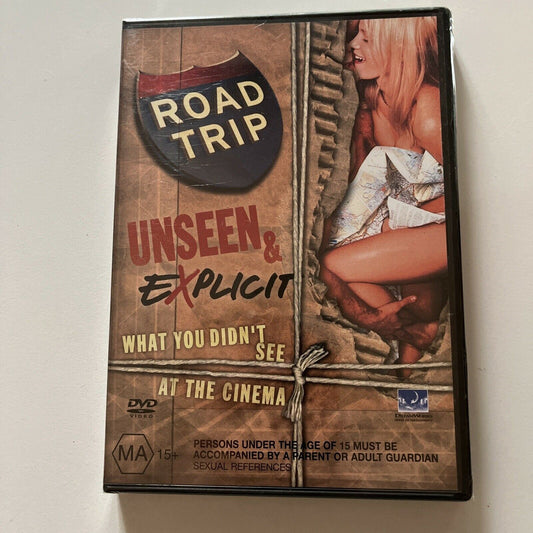 ROAD
TRIP
UNSEEN &
EXPLICIT
WHAT YOU DIDN'T
SEE
AT THE CINEMA
DVD
VIDEO
DREAMWORKS
MA 15+
PERSONS UNDER THE AGE OF 15 MUST BE
ACCOMPANIED BY A PARENT OR ADULT GUARDIAN
SEXUAL REFERENCES